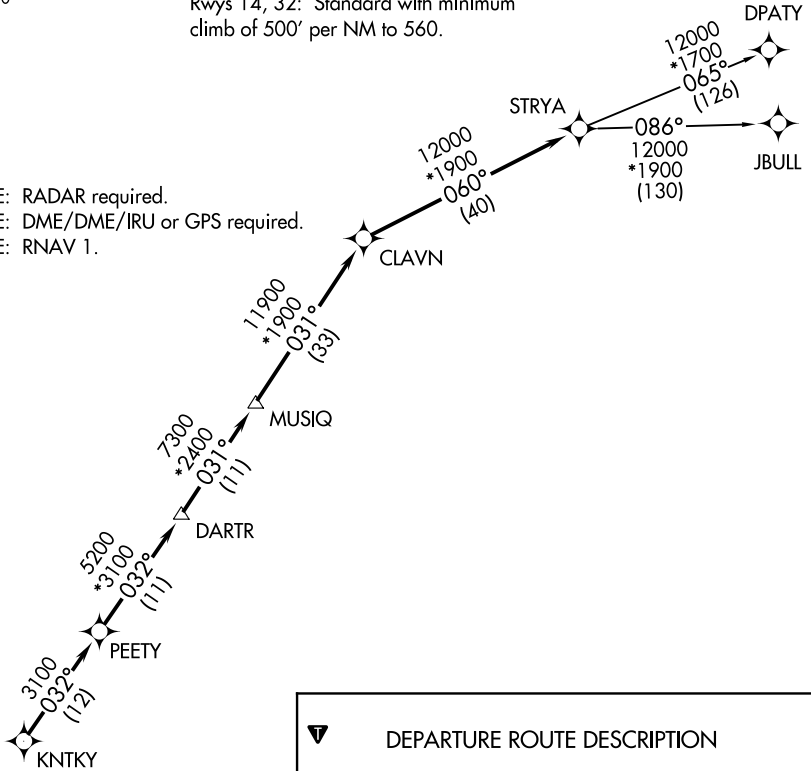 Rwys 14, 32: Standard with minimum
climb of 500' per NM to 560.
DPATY
12000
*1700
065°
(126)
STRYA
086°
12000
*1900
(130)
JBULL
12000
*1900
060°
(40)
E: RADAR required.
E: DME/DME/IRU or GPS required.
E: RNAV 1.
CLAVN
11900
*1900
031°
(33)
MUSIQ
7300
*2400
031°
(11)
DARTR
5200
*3100
032°
(11)
PEETY
3100
032°
(12)
KNTKY
T
DEPARTURE ROUTE DESCRIPTION